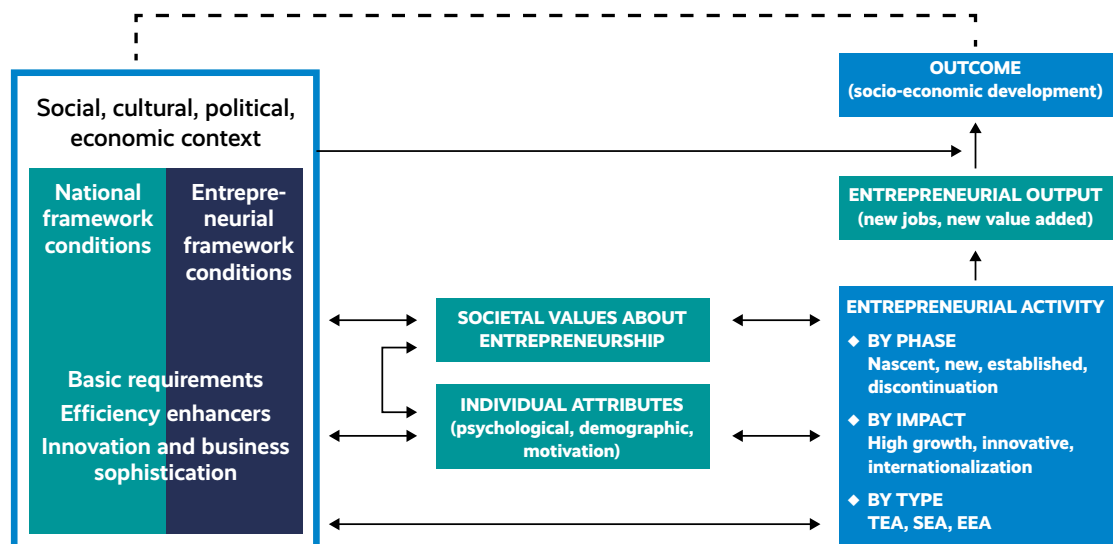 Social, cultural, political,
economic context
National
framework
conditions
Entrepre-
neurial
framework
conditions
Basic requirements
Efficiency enhancers
Innovation and business
sophistication
SOCIETAL VALUES ABOUT
ENTREPRENEURSHIP
INDIVIDUAL ATTRIBUTES
(psychological, demographic,
motivation)
OUTCOME
(socio-economic development)
ENTREPRENEURIAL OUTPUT
(new jobs, new value added)
ENTREPRENEURIAL ACTIVITY
◆ BY PHASE
Nascent, new, established,
discontinuation
◆ BY IMPACT
High growth, innovative,
internationalization
◆ BY TYPE
TEA, SEA, EEA